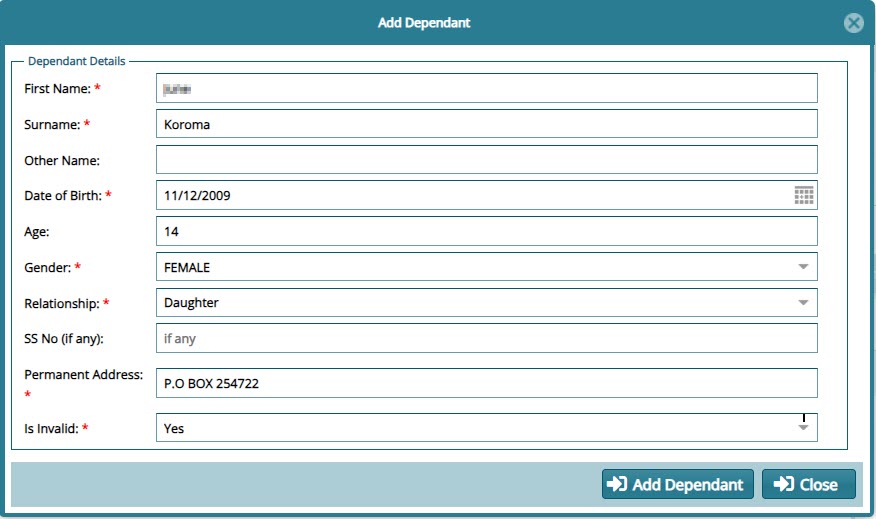 Add Dependant
Dependant Details
First Name: *
Surname: * Koroma
Other Name:
Date of Birth: * 11/12/2009
Age: 14
Gender: * FEMALE
Relationship: * Daughter
SS No (if any): if any
Permanent Address: * P.O BOX 254722
Is Invalid: * Yes
Add Dependant Close